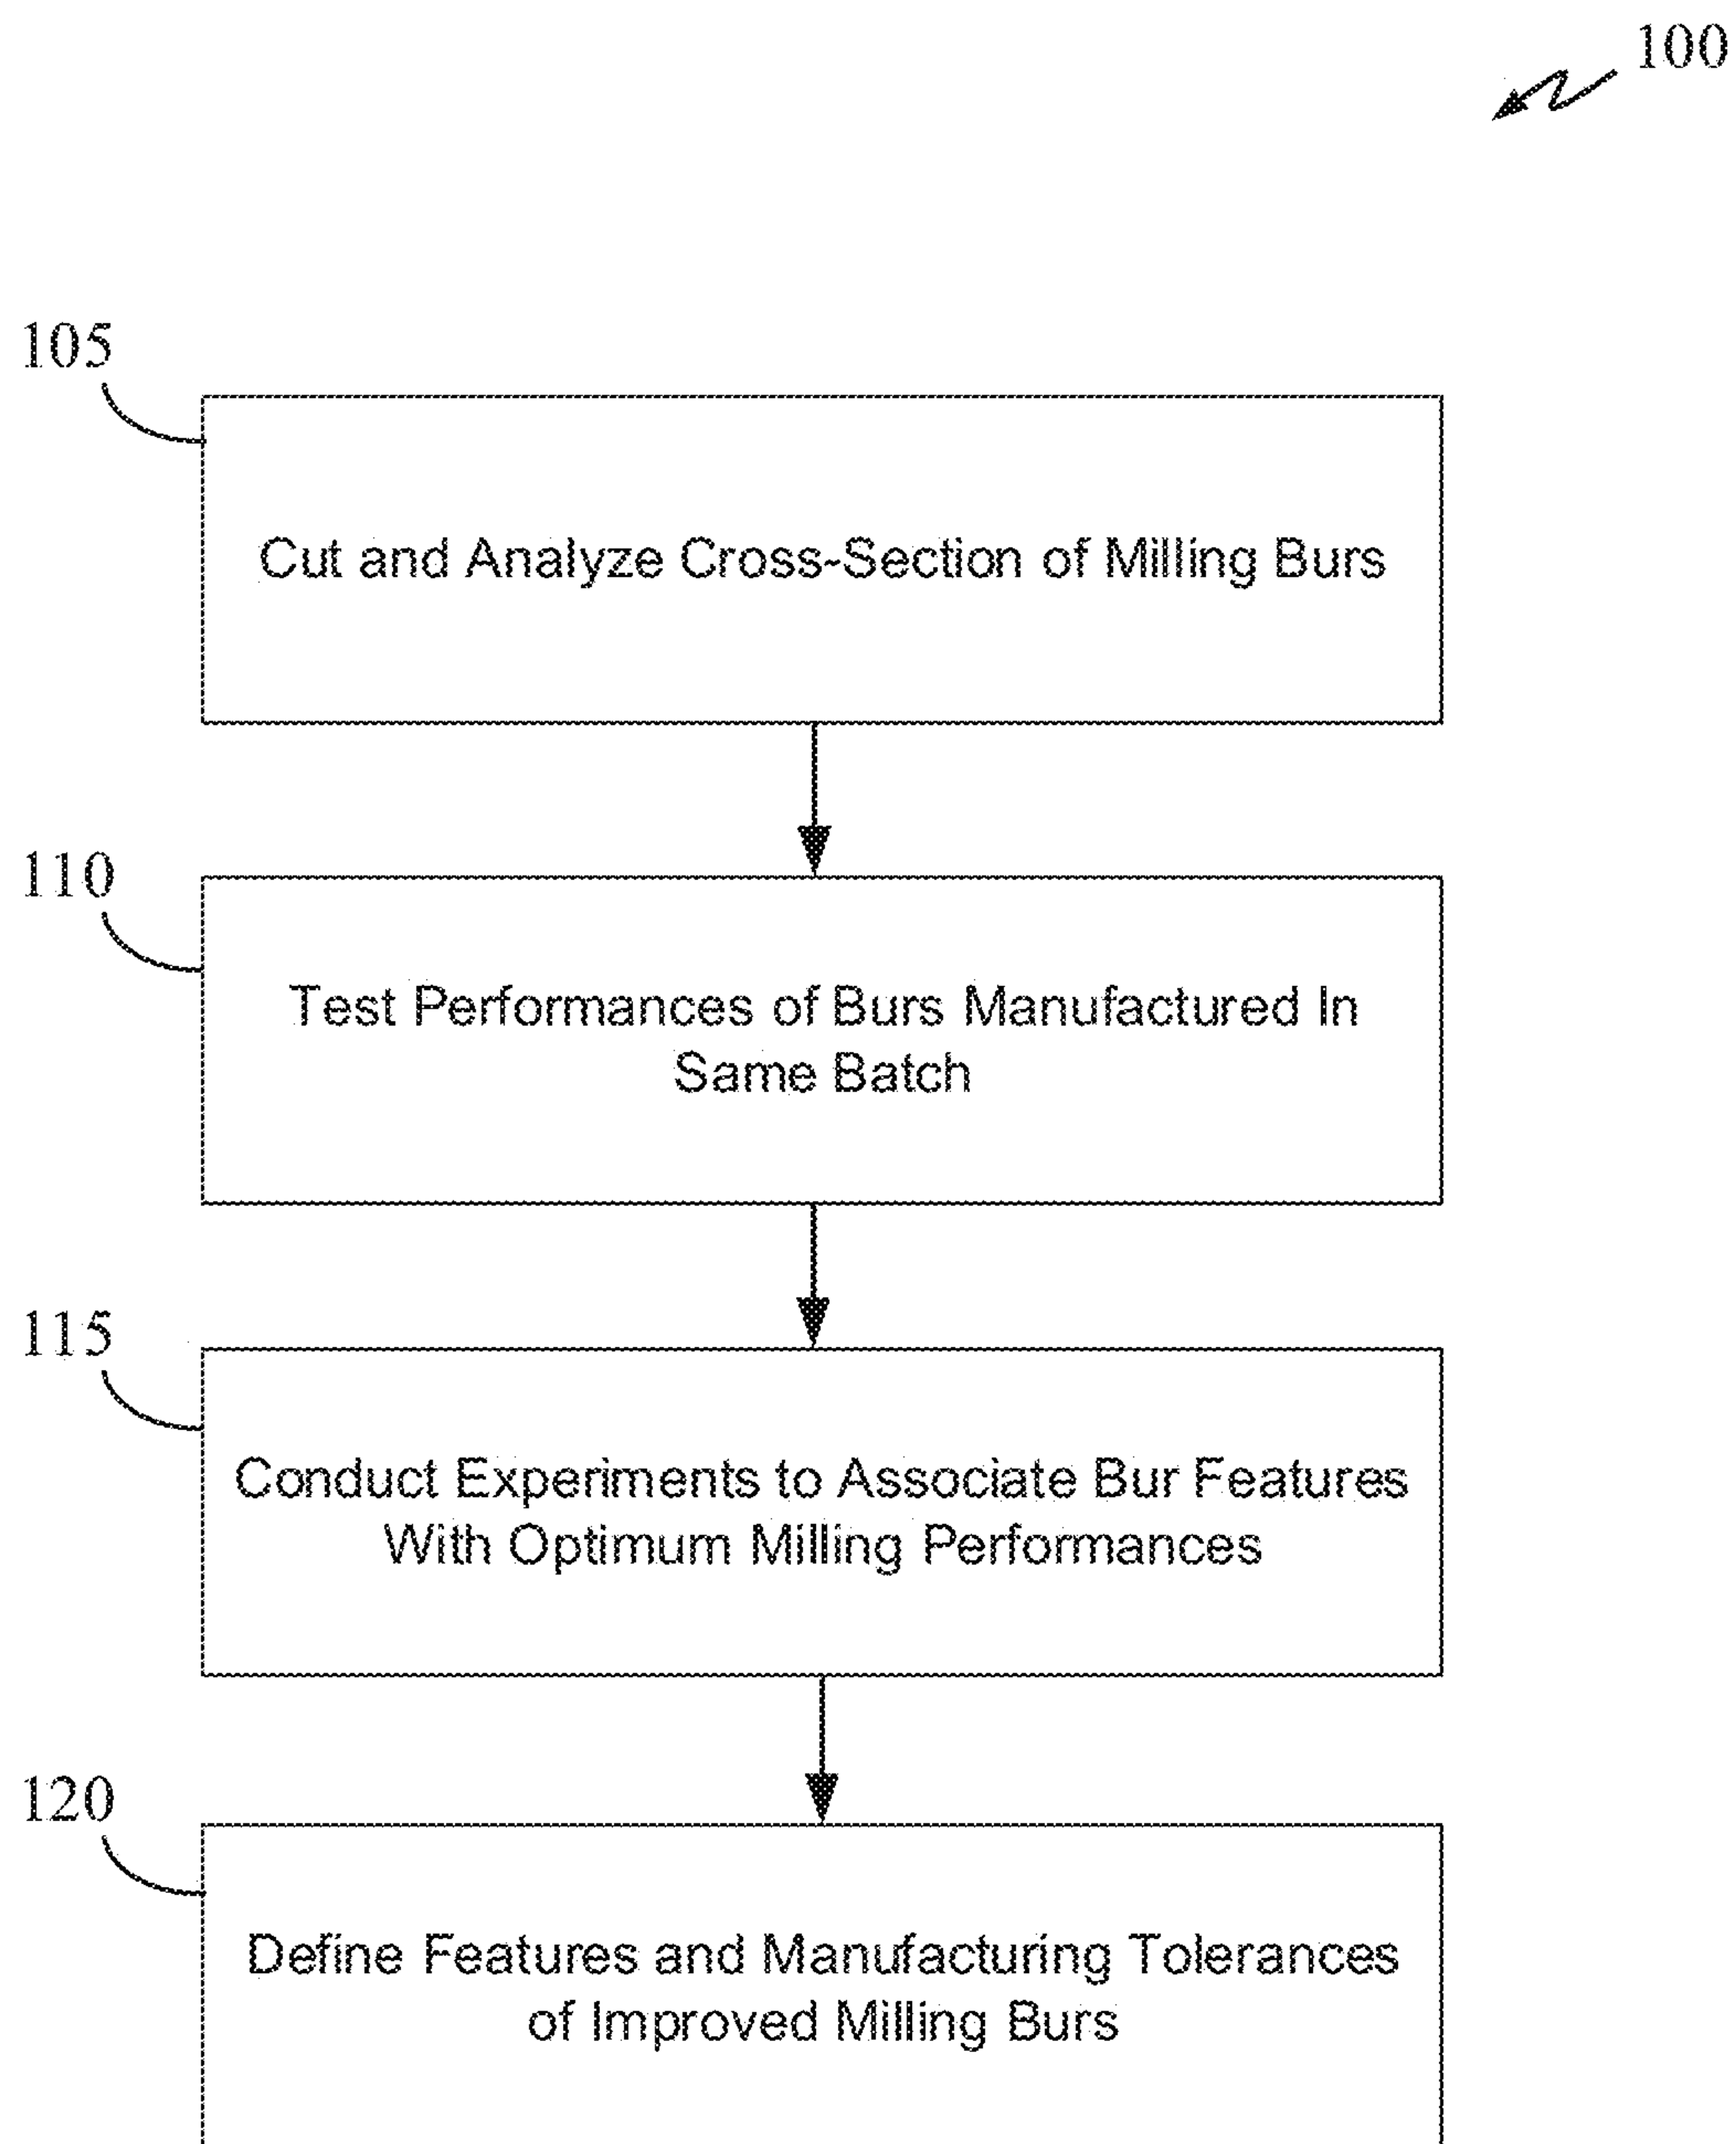 100
105
Cut and Analyze Cross-Section of Milling Burs
110
Test Performances of Burs Manufactured In
Same Batch
115
Conduct Experiments to Associate Bur Features
With Optimum Milling Performances
120
Define Features and Manufacturing Tolerances
of Improved Milling Burs